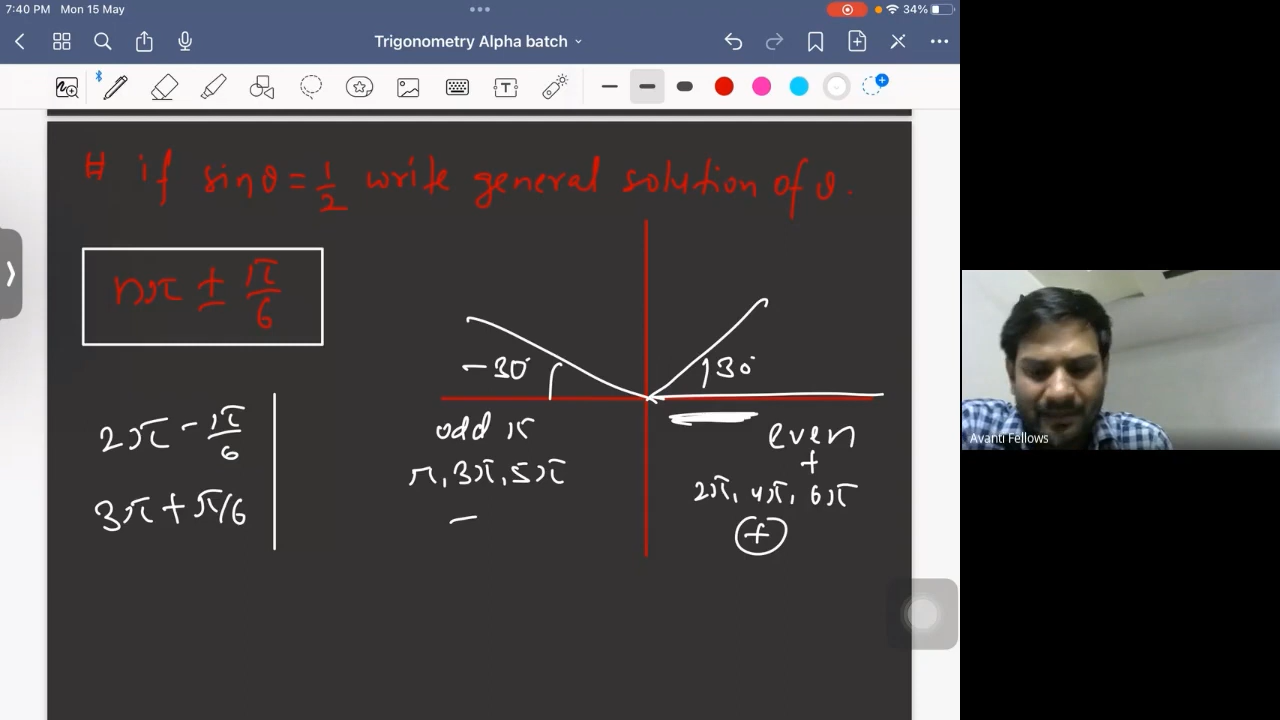 7:40 PM Mon 15 May
34%
Trigonometry Alpha batch
# if sinθ = 1/2 write general solution of θ.
nπ ± π/6
-30°
30°
2π - π/6
3π + π/6
odd π
π, 3π, 5π
−
even
+
2π, 4π, 6π
+
Avanti Fellows